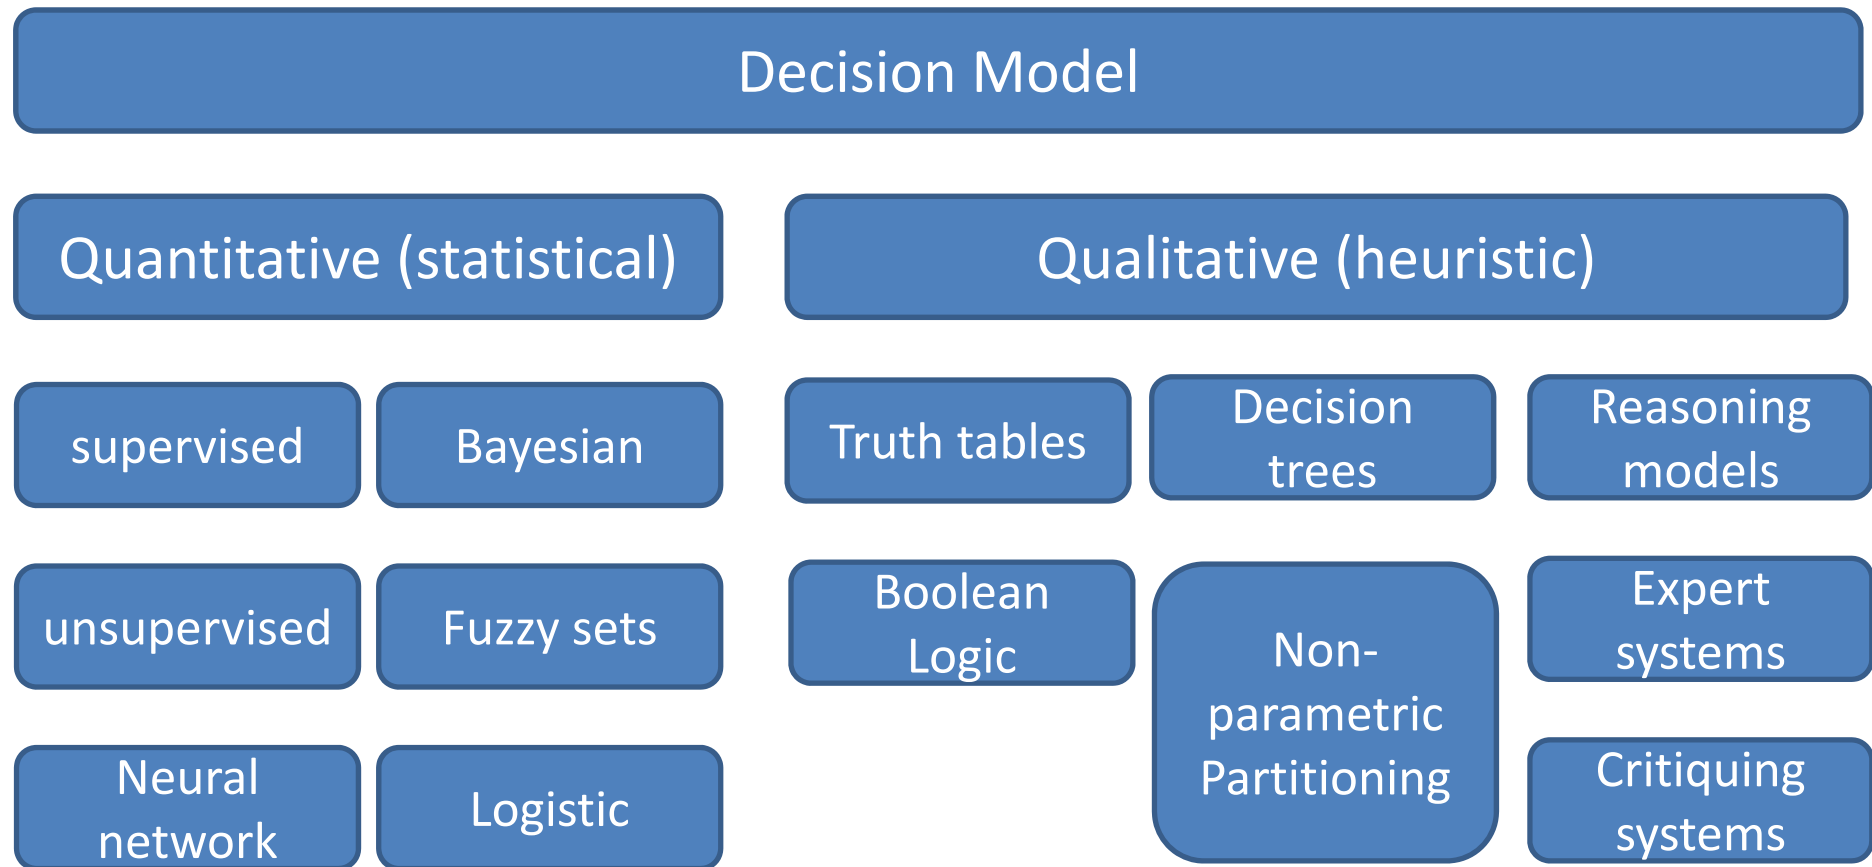 Decision Model
Quantitative (statistical)
Qualitative (heuristic)
supervised
Bayesian
Truth tables
Decision
trees
Reasoning
models
unsupervised
Fuzzy sets
Boolean
Logic
Non-
parametric
Partitioning
Expert
systems
Neural
network
Logistic
Critiquing
systems